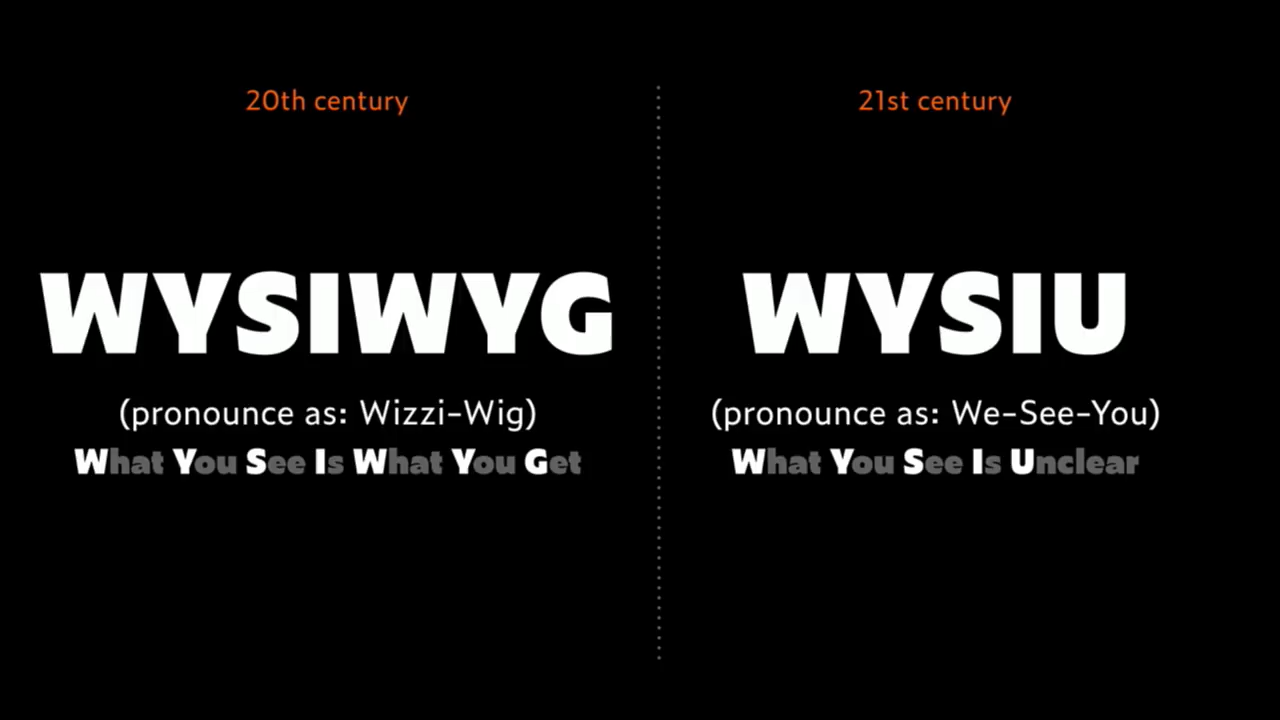 20th century
WYSIWYG
(pronounce as: Wizzi-Wig)
What You See Is What You Get
21st century
WYSIU
(pronounce as: We-See-You)
What You See Is Unclear